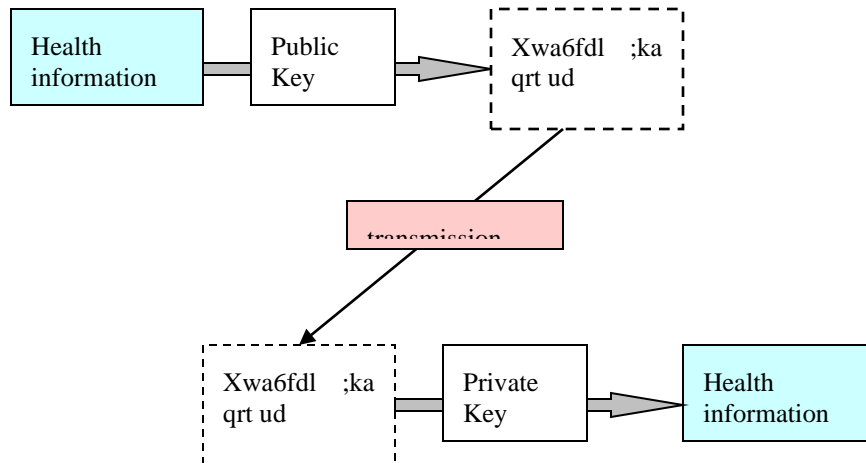 Health
information
Public
Key
Xwa6fdl ;ka
qrt ud
transmission
Xwa6fdl ;ka
qrt ud
Private
Key
Health
information